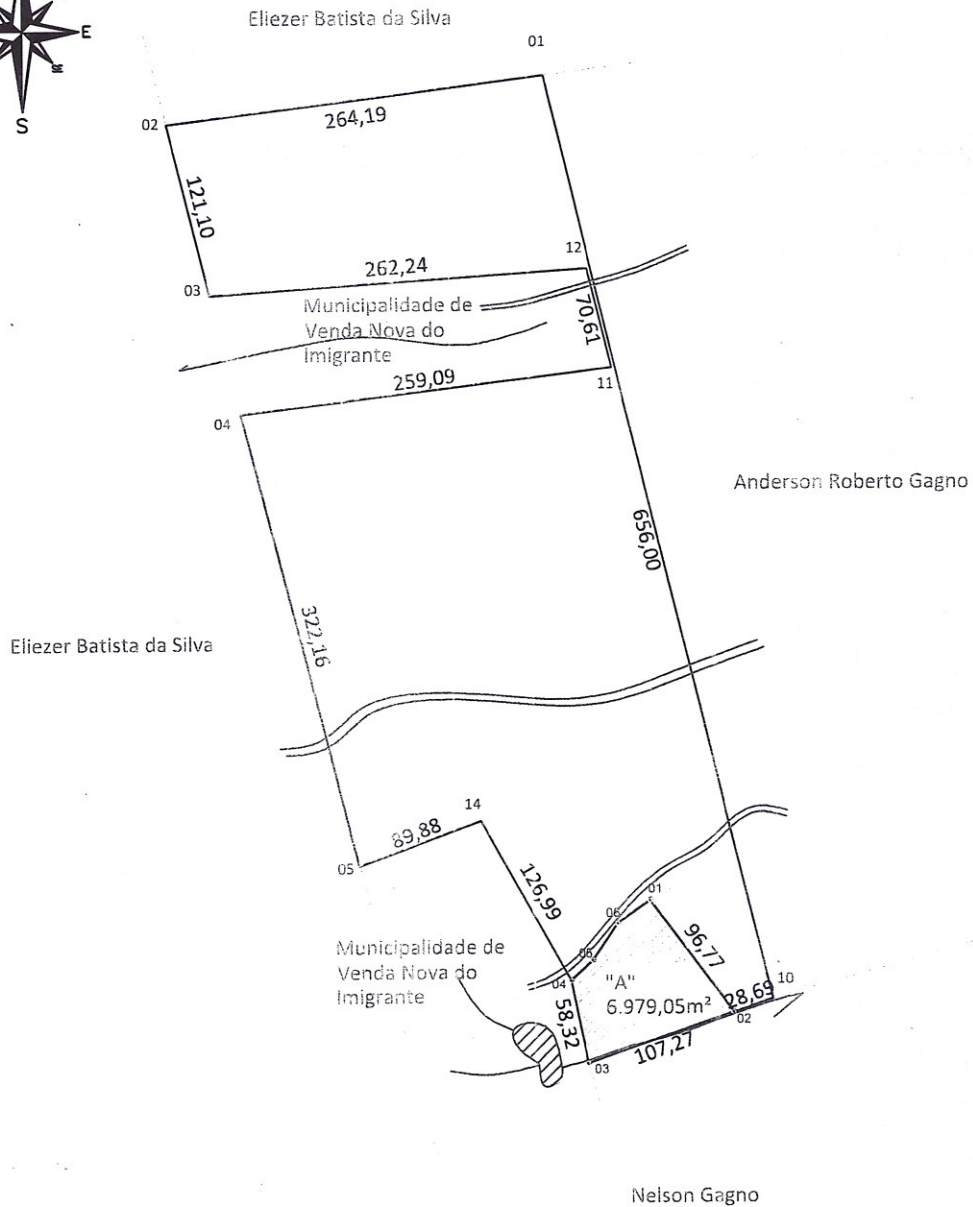 Eliezer Batista da Silva
01
E
SE
S
02
264,19
121,10
12
262,24
03
Municipalidade de
Venda Nova do
Imigrante
70,61
259,09
11
04
Anderson Roberto Gagno
656,00
322,16
Eliezer Batista da Silva
14
89,88
05
126,99
01
06
96,77
Municipalidade de
Venda Nova do
Imigrante
06
04
"A"
6.979,05m²
10
28,69
02
58,32
107,27
03
Nelson Gagno